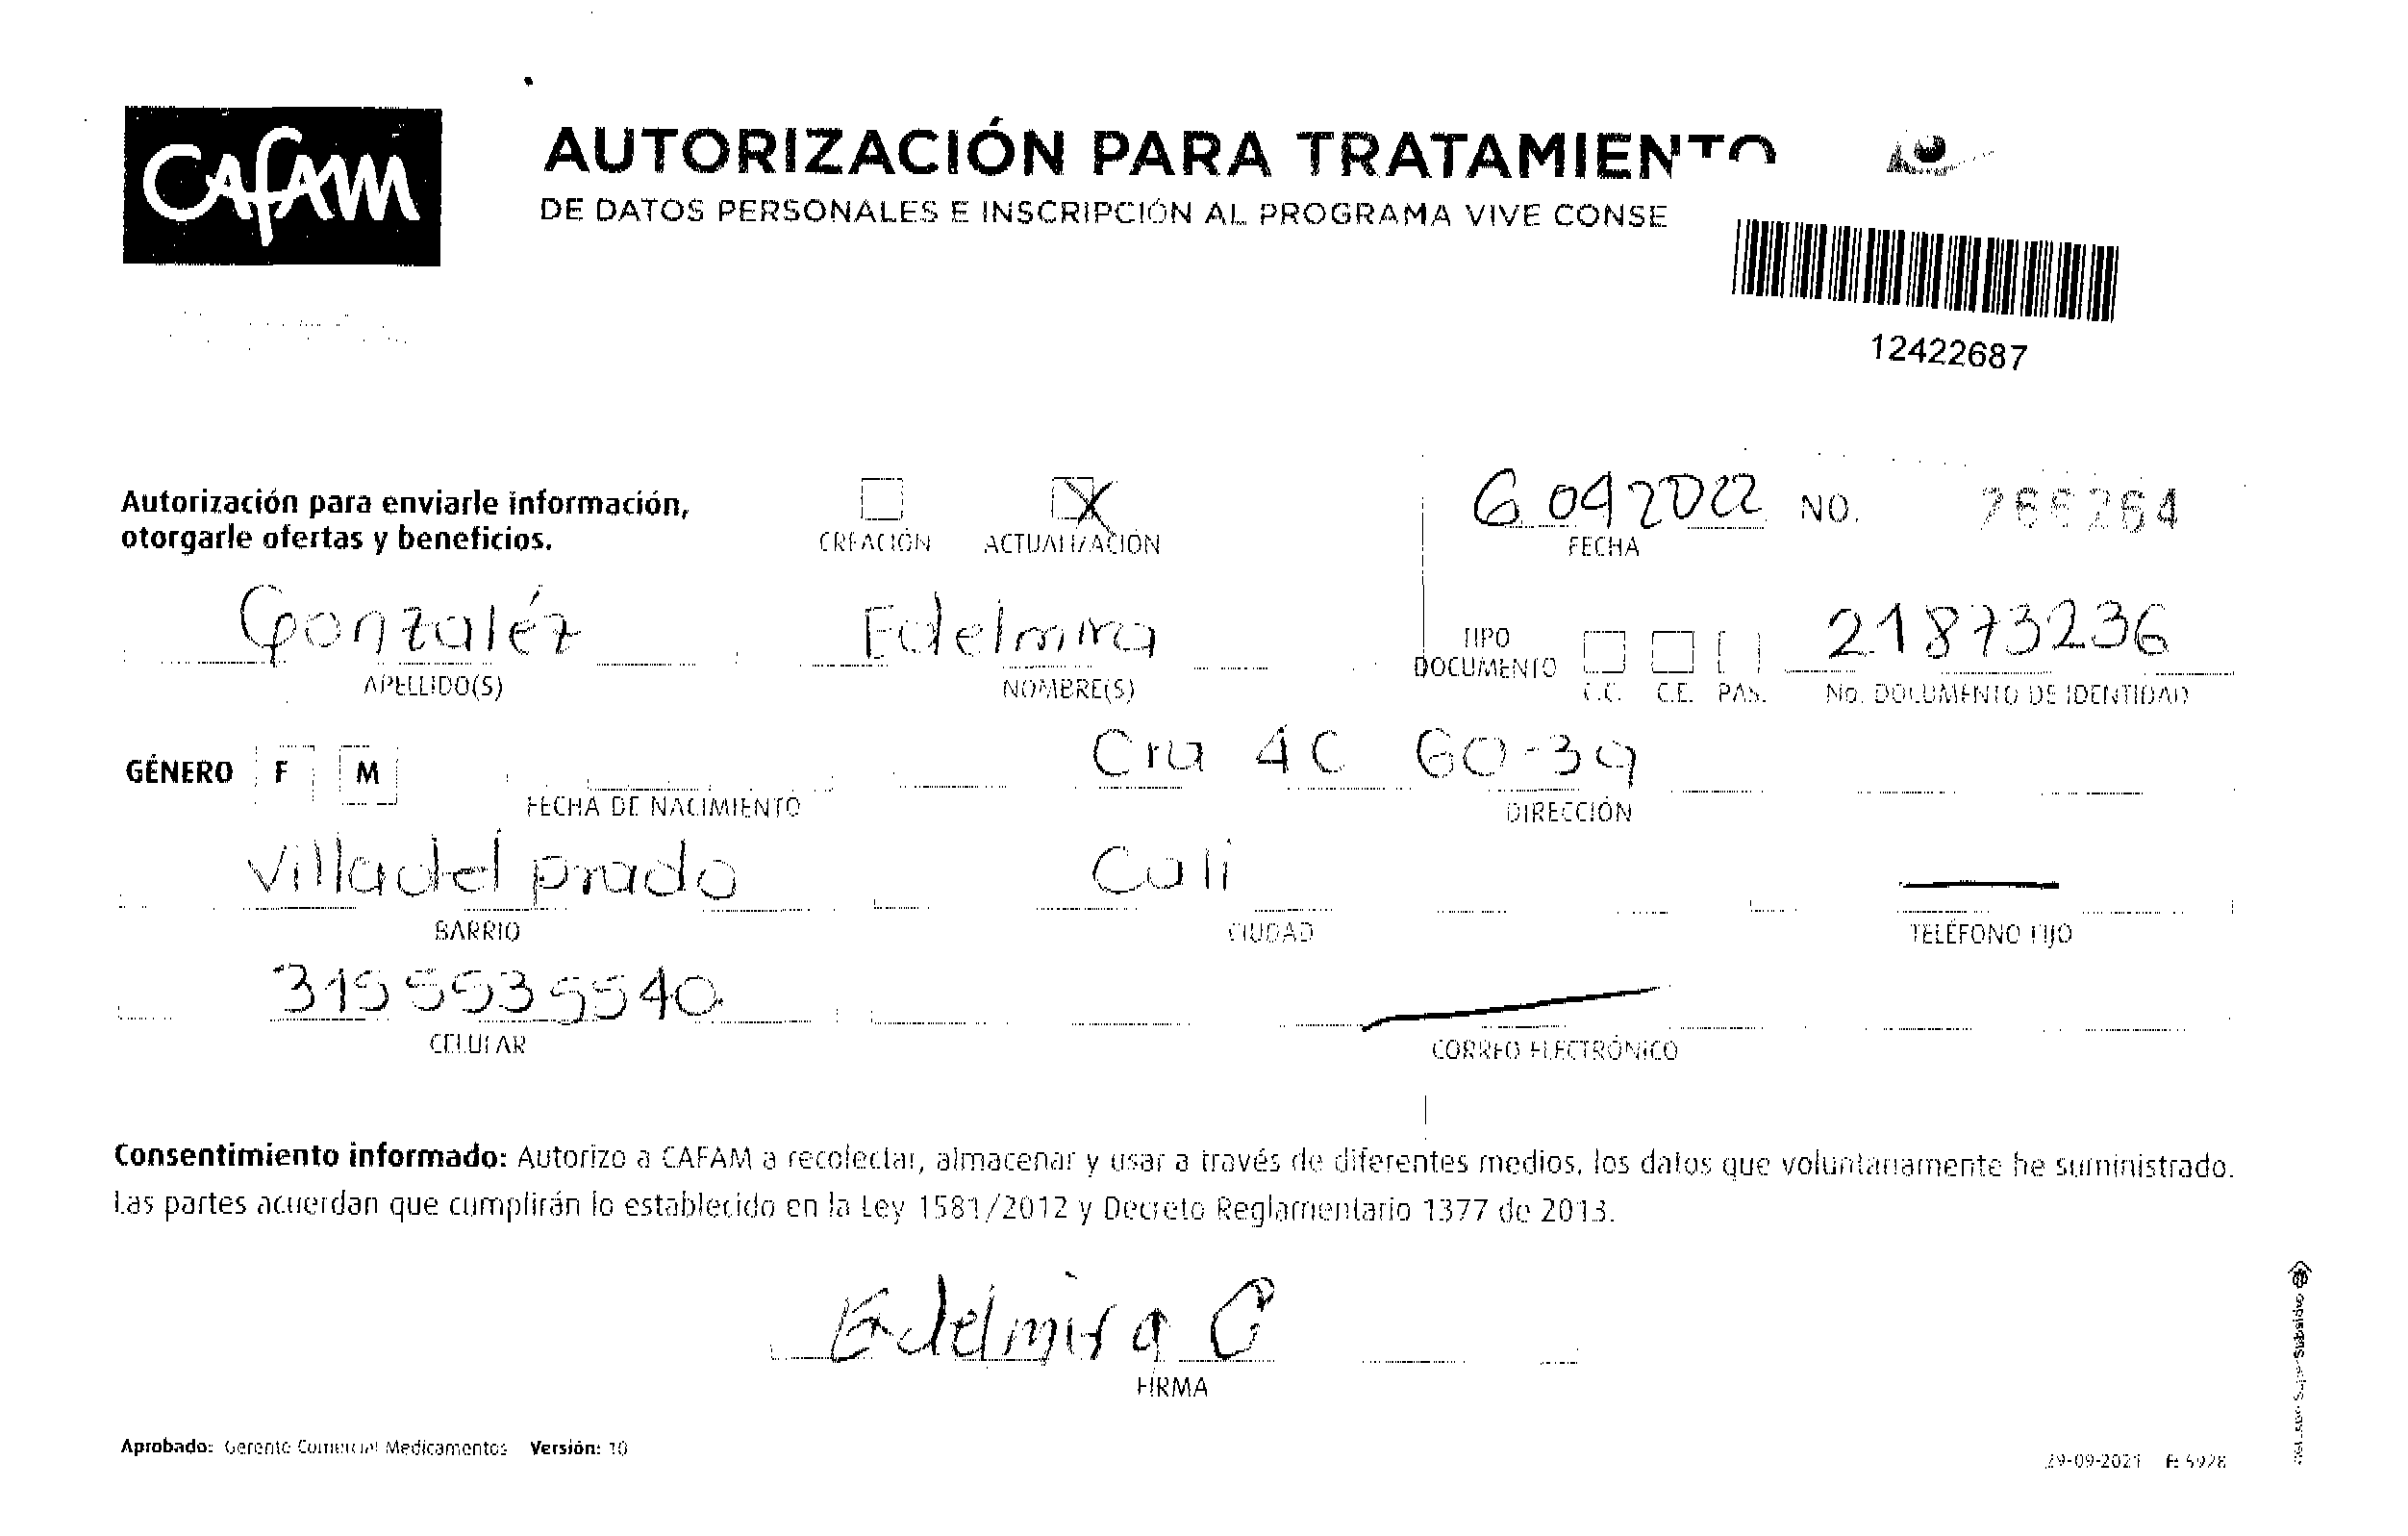 CAFAM
AUTORIZACIÓN PARA TRATAMIENTO
DE DATOS PERSONALES E INSCRIPCIÓN AL PROGRAMA VIVE CONSE
12422687
Autorización para enviarle información,
otorgarle ofertas y beneficios.
CREACIÓN ACTUALIZACIÓN
6 09 2022 NO. 266264
FECHA
Gonzaléz Edelmira
APELLIDO(S) NOMBRE(S)
TIPO DOCUMENTO C.C. C.E. PAS. 21873236
No. DOCUMENTO DE IDENTIDAD
GÉNERO F M Cra 4C 60-39
FECHA DE NACIMIENTO DIRECCIÓN
Villa del prado Cali —
BARRIO CIUDAD TELÉFONO FIJO
3155535540
CELULAR CORREO ELECTRÓNICO
Consentimiento informado: Autorizo a CAFAM a recolectar, almacenar y usar a través de diferentes medios, los datos que voluntariamente he suministrado.
Las partes acuerdan que cumplirán lo establecido en la Ley 1581/2012 y Decreto Reglamentario 1377 de 2013.
Edelmira G
FIRMA
Aprobado: Gerente Comercial Medicamentos Versión: 10
29-09-2021 F: 5928